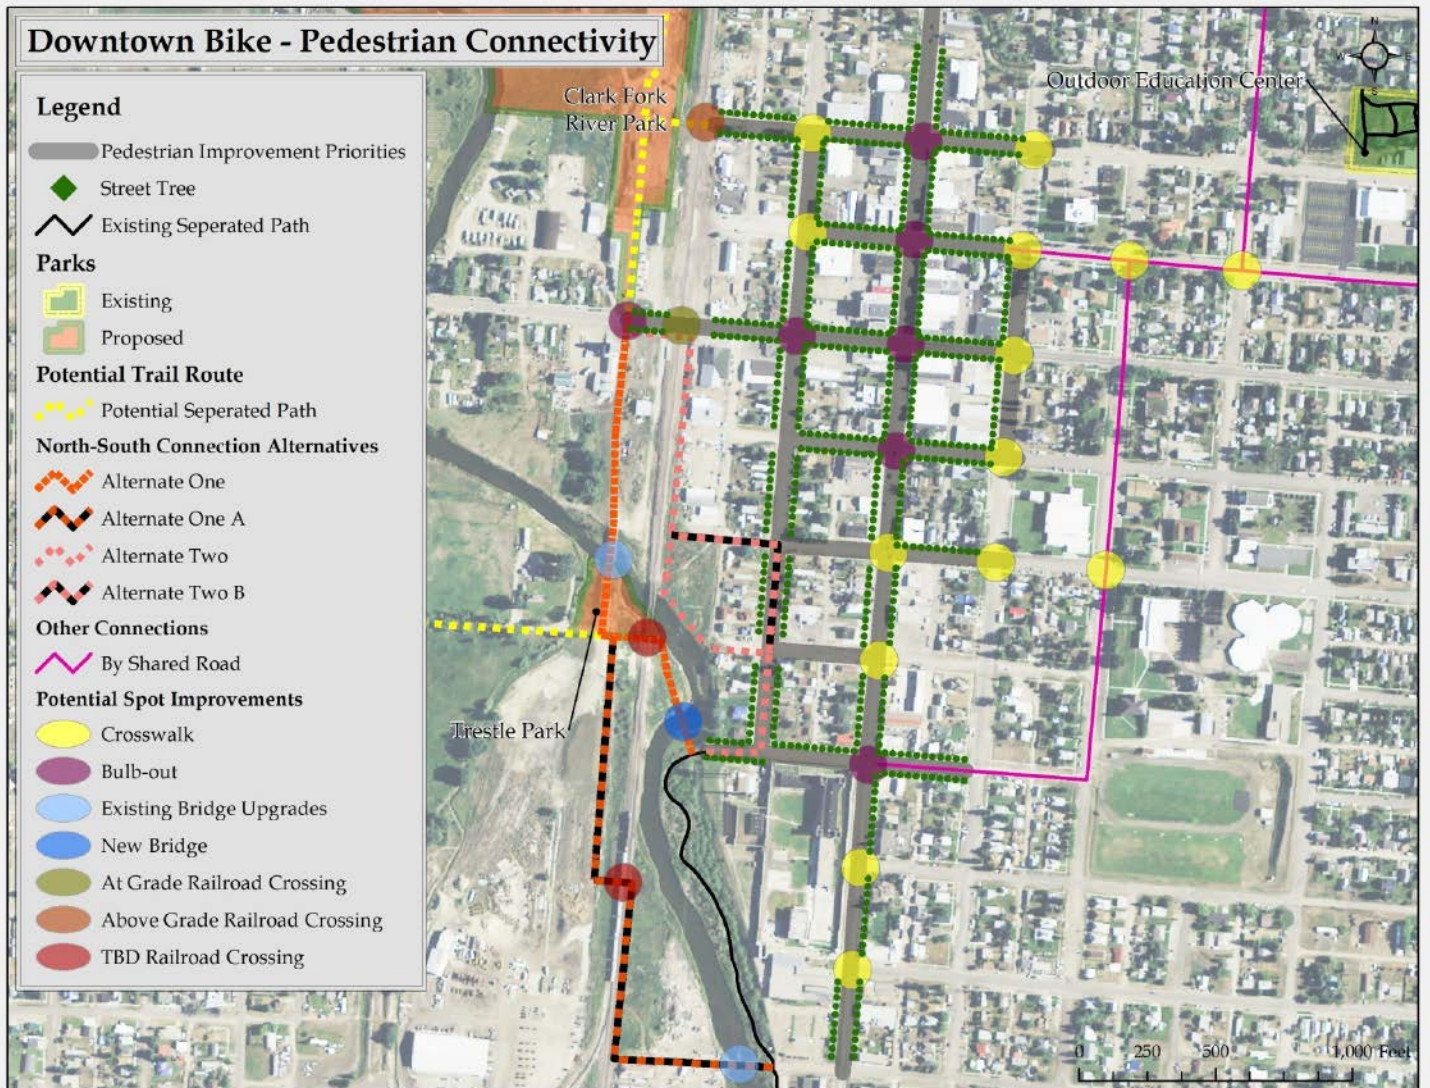 Downtown Bike - Pedestrian Connectivity
Legend
Pedestrian Improvement Priorities
Street Tree
Existing Seperated Path
Parks
Existing
Proposed
Potential Trail Route
Potential Seperated Path
North-South Connection Alternatives
Alternate One
Alternate One A
Alternate Two
Alternate Two B
Other Connections
By Shared Road
Potential Spot Improvements
Crosswalk
Bulb-out
Existing Bridge Upgrades
New Bridge
At Grade Railroad Crossing
Above Grade Railroad Crossing
TBD Railroad Crossing
Clark Fork
River Park
Outdoor Education Center
N
W E
S
Trestle Park
0 250 500 1,000 Feet